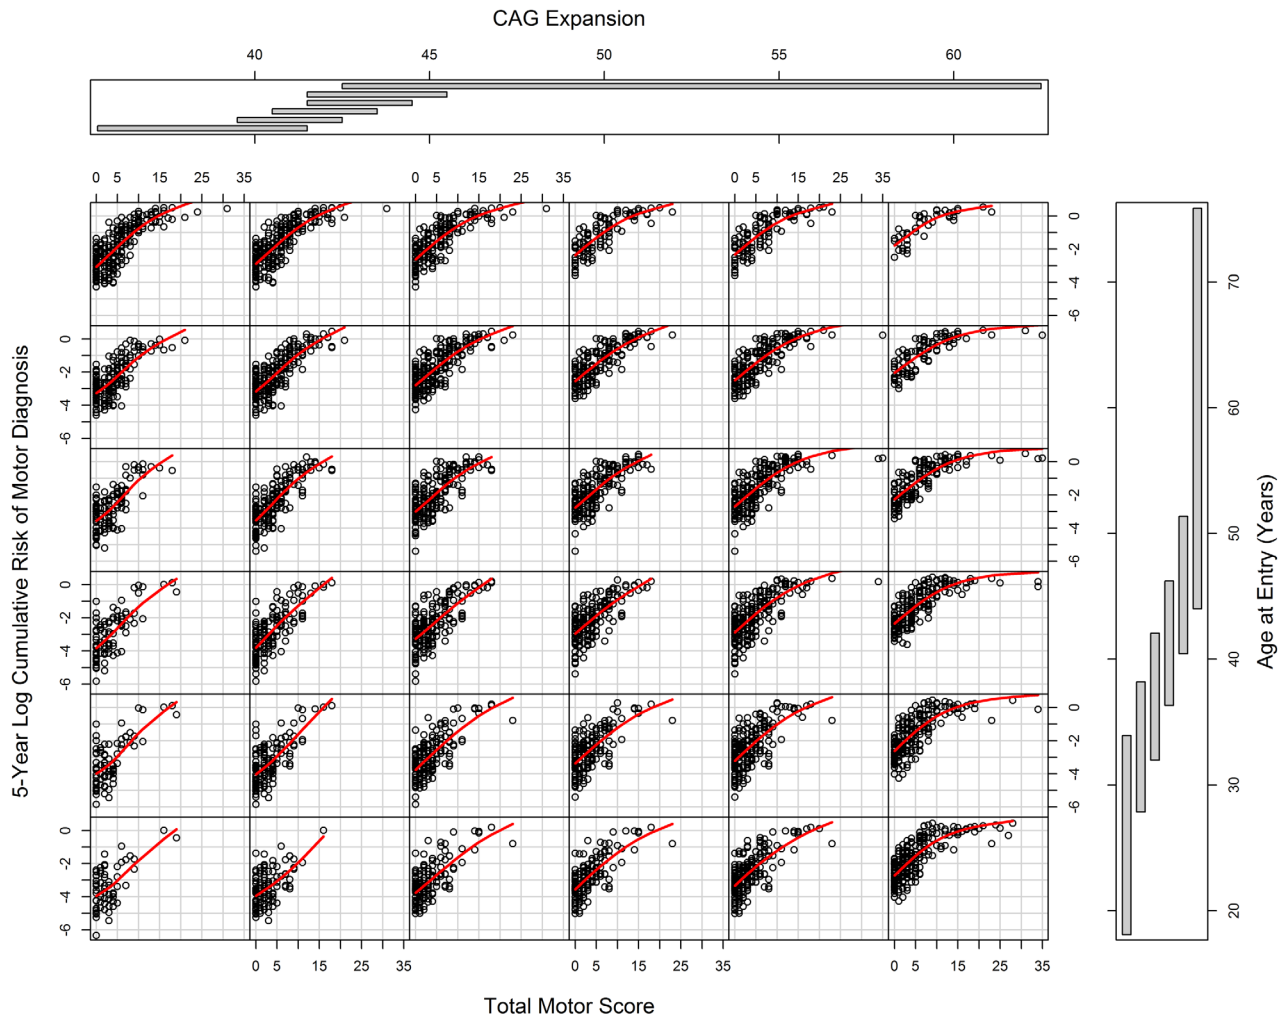 CAG Expansion
40 45 50 55 60
0 5 15 25 35 0 5 15 25 35 0 5 15 25 35
0 -2 -4 -6
0 -2 -4 -6
0 -2 -4 -6
0 -2 -4 -6
0 -2 -4 -6
0 -2 -4 -6
5-Year Log Cumulative Risk of Motor Diagnosis
20 30 40 50 60 70
Age at Entry (Years)
0 5 15 25 35 0 5 15 25 35 0 5 15 25 35
Total Motor Score